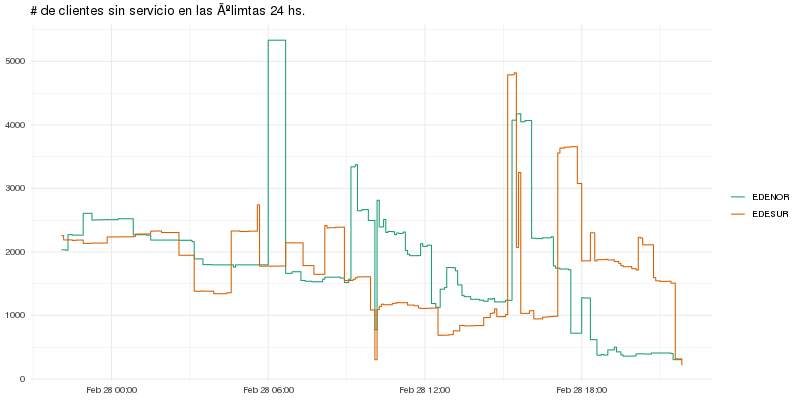 # de clientes sin servicio en las Ãºlimtas 24 hs.
5000
4000
3000
2000
1000
0
Feb 28 00:00 Feb 28 06:00 Feb 28 12:00 Feb 28 18:00
EDENOR
EDESUR